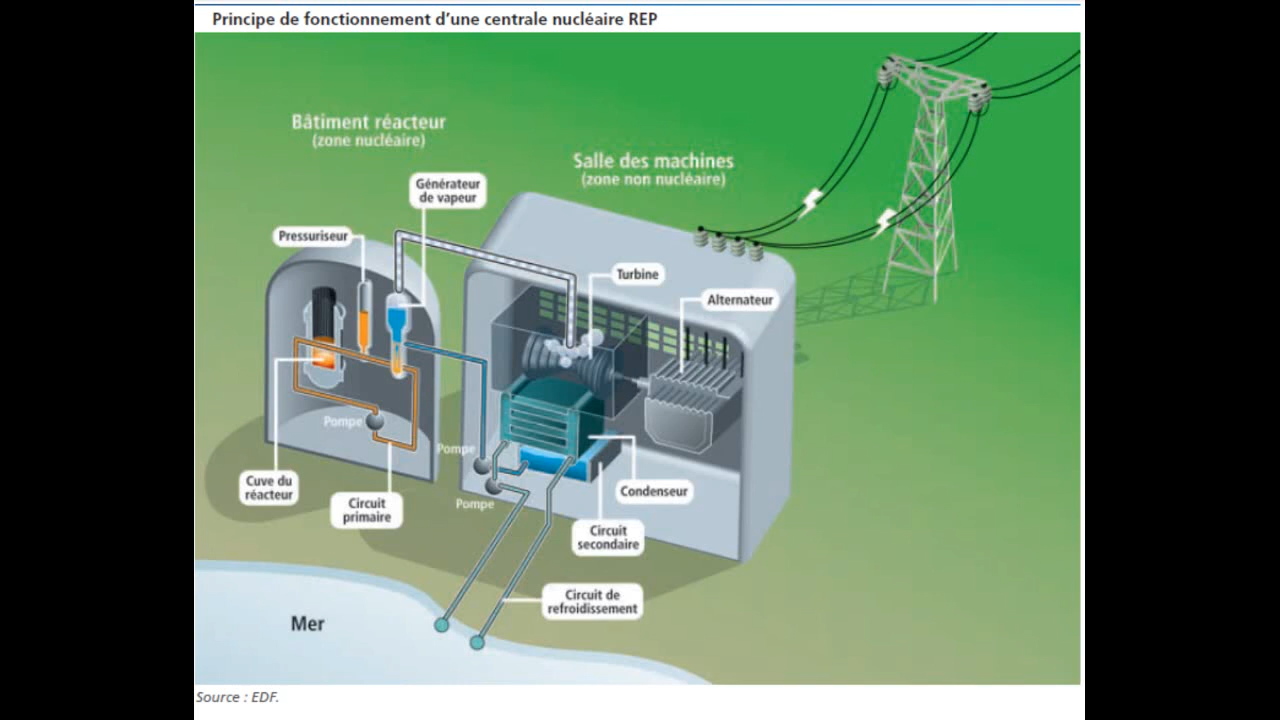 Principe de fonctionnement d'une centrale nucléaire REP
Bâtiment réacteur
(zone nucléaire)
Salle des machines
(zone non nucléaire)
Générateur
de vapeur
Pressuriseur
Turbine
Alternateur
Pompe
Pompe
Cuve du
réacteur
Condenseur
Circuit
primaire
Pompe
Circuit
secondaire
Circuit de
refroidissement
Mer
Source : EDF.